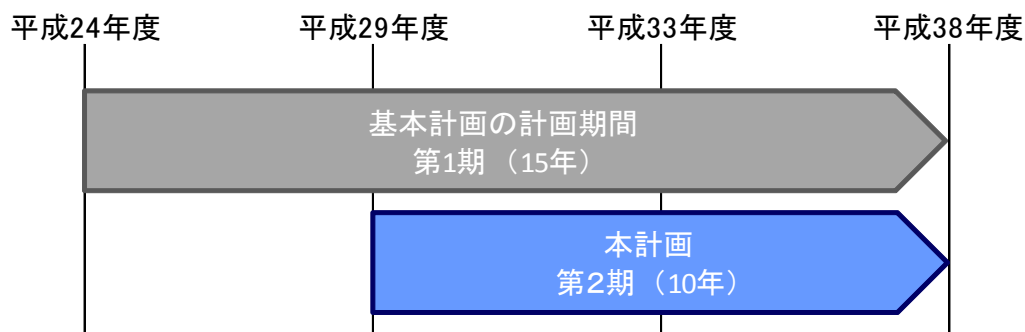 平成24年度 平成29年度 平成33年度 平成38年度
基本計画の計画期間
第1期（15年）
本計画
第２期（10年）